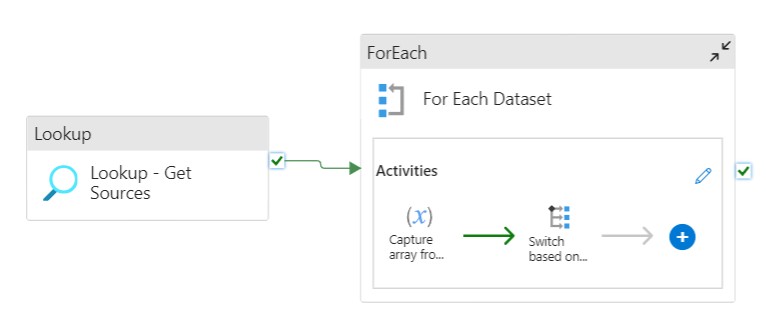 ForEach
For Each Dataset
Lookup
Lookup - Get
Sources
Activities
(x)
Capture
array fro...
Switch
based on...